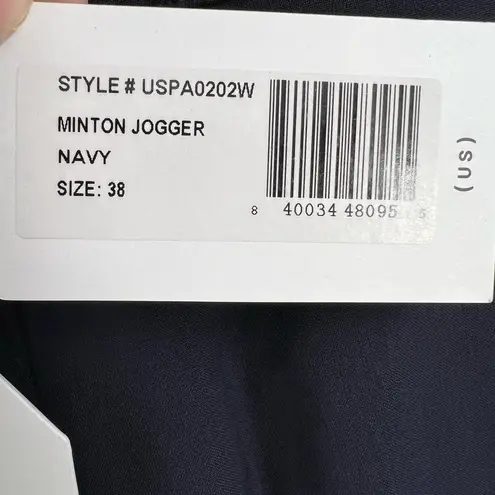 STYLE # USPA0202W
MINTON JOGGER
NAVY
SIZE: 38
8 40034 48095 5
(US)